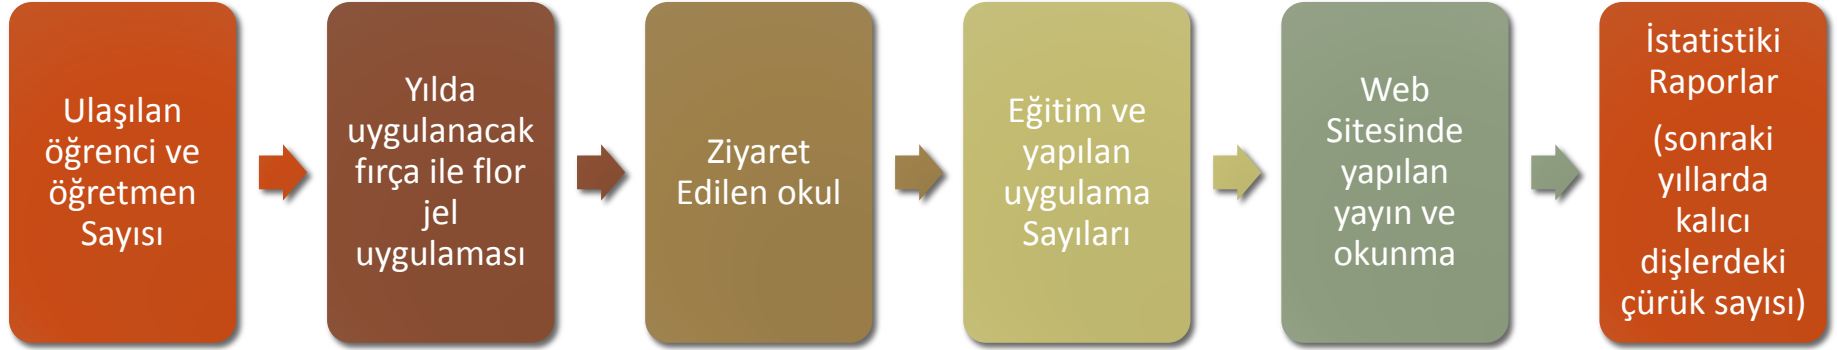 Ulaşılan
öğrenci ve
öğretmen
Sayısı
Yılda
uygulanacak
fırça ile flor
jel
uygulaması
Ziyaret
Edilen okul
Eğitim ve
yapılan
uygulama
Sayıları
Web
Sitesinde
yapılan
yayın ve
okunma
İstatistiki
Raporlar
(sonraki
yıllarda
kalıcı
dişlerdeki
çürük sayısı)